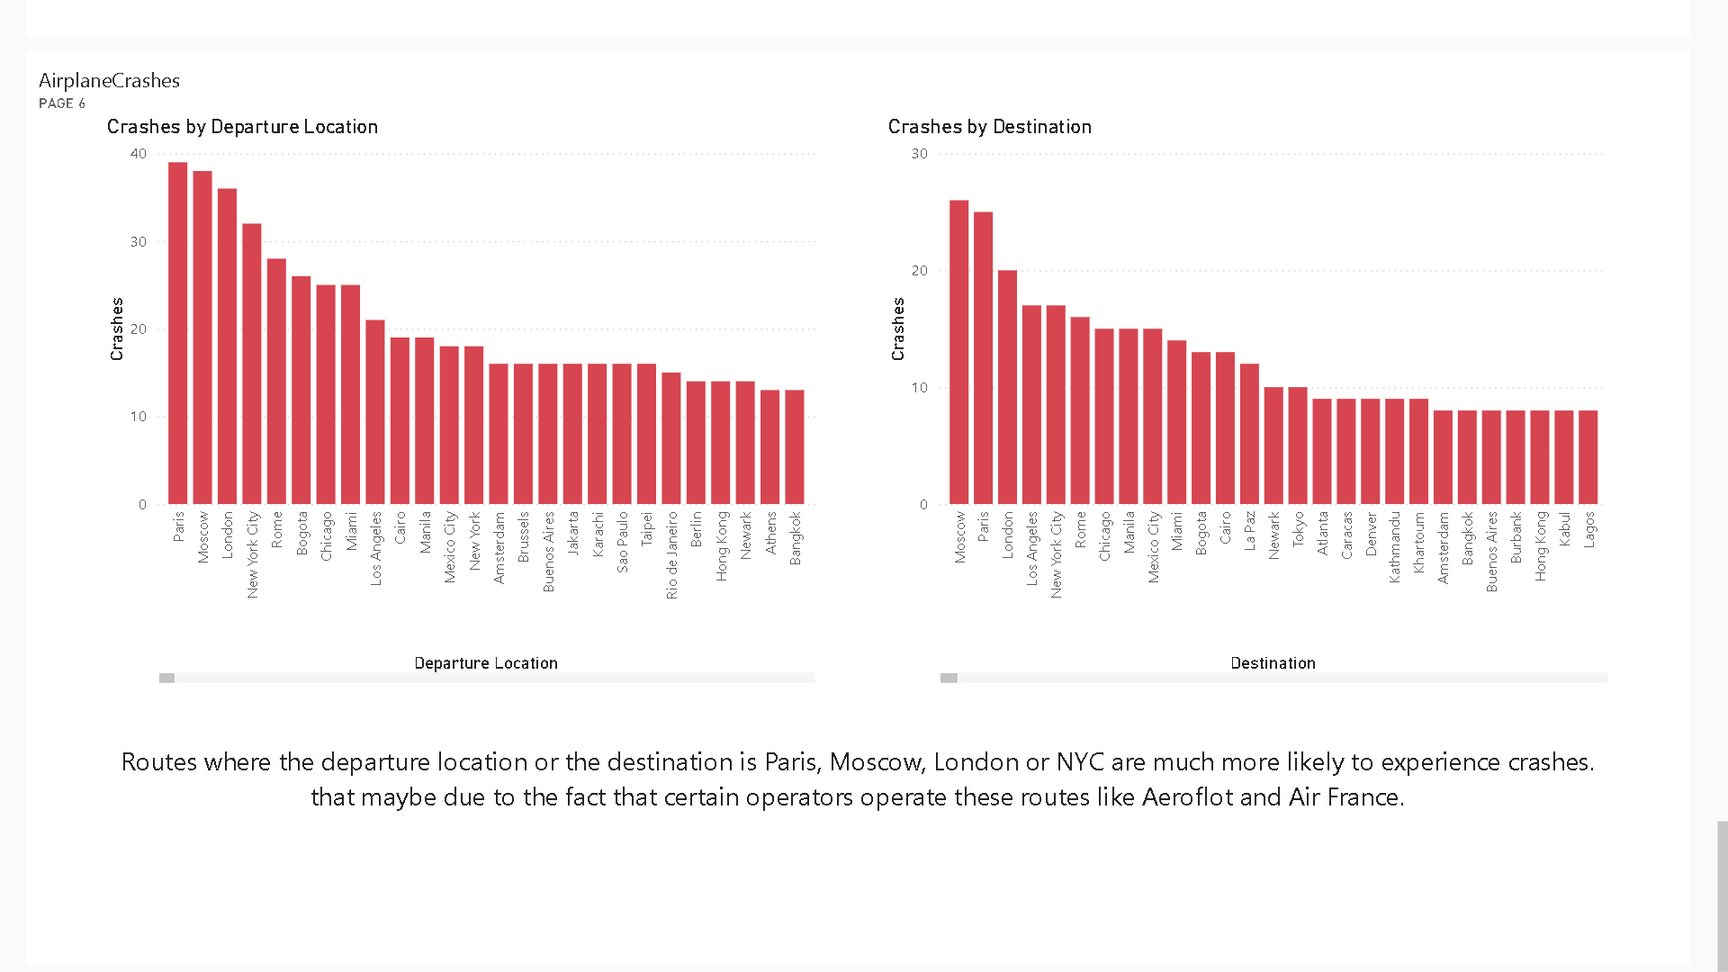 AirplaneCrashes
PAGE 6
Crashes by Departure Location
Crashes
40
30
20
10
0
Paris
Moscow
London
New York City
Rome
Bogota
Chicago
Miami
Los Angeles
Cairo
Manila
Mexico City
New York
Amsterdam
Brussels
Buenos Aires
Jakarta
Karachi
Sao Paulo
Taipei
Rio de Janeiro
Berlin
Hong Kong
Newark
Athens
Bangkok
Departure Location
Crashes by Destination
Crashes
30
20
10
0
Moscow
Paris
London
Los Angeles
New York City
Rome
Chicago
Manila
Mexico City
Miami
Bogota
Cairo
La Paz
Newark
Tokyo
Atlanta
Caracas
Denver
Kathmandu
Khartoum
Amsterdam
Bangkok
Buenos Aires
Burbank
Hong Kong
Kabul
Lagos
Destination
Routes where the departure location or the destination is Paris, Moscow, London or NYC are much more likely to experience crashes.
that maybe due to the fact that certain operators operate these routes like Aeroflot and Air France.